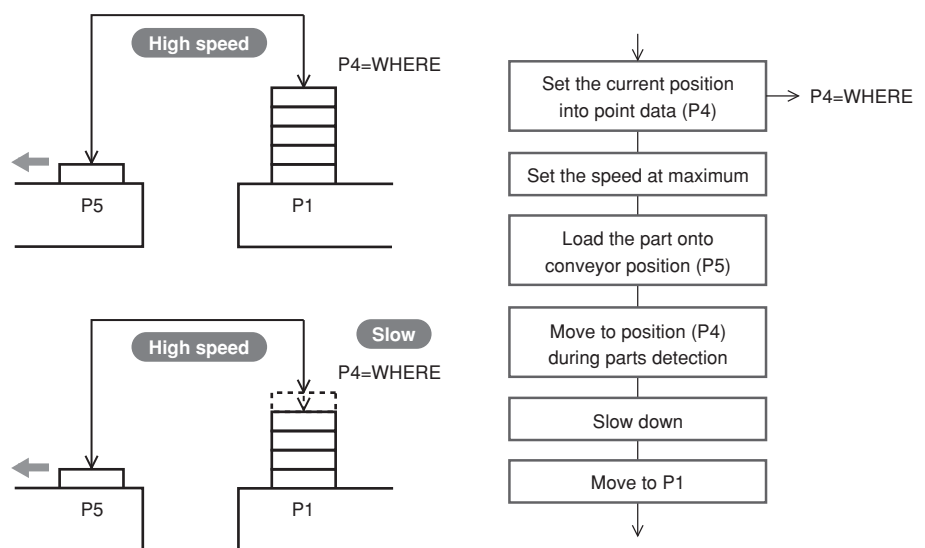 High speed
P4=WHERE
P5
P1
High speed
Slow
P4=WHERE
P5
P1
Set the current position
into point data (P4)
P4=WHERE
Set the speed at maximum
Load the part onto
conveyor position (P5)
Move to position (P4)
during parts detection
Slow down
Move to P1